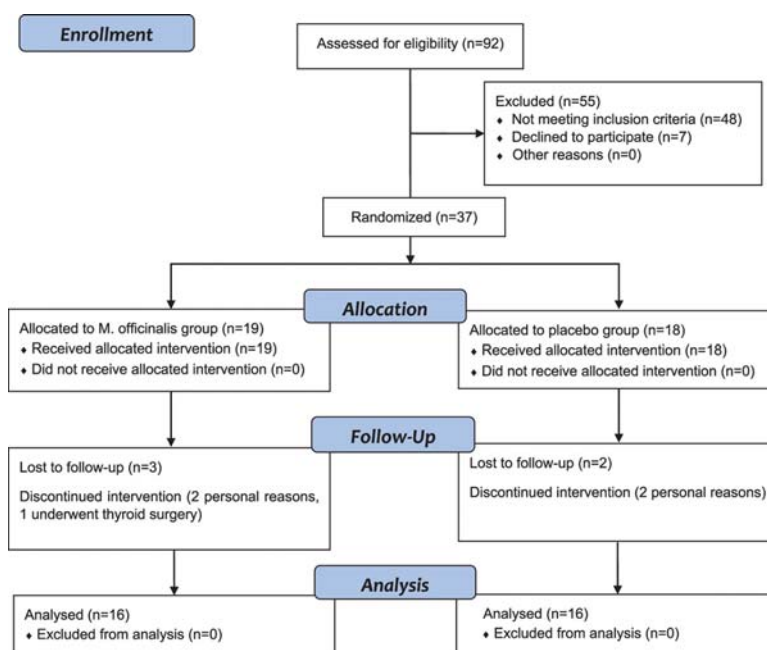 Enrollment
Assessed for eligibility (n=92)
Excluded (n=55)
♦ Not meeting inclusion criteria (n=48)
♦ Declined to participate (n=7)
♦ Other reasons (n=0)
Randomized (n=37)
Allocation
Allocated to M. officinalis group (n=19)
♦ Received allocated intervention (n=19)
♦ Did not receive allocated intervention (n=0)
Allocated to placebo group (n=18)
♦ Received allocated intervention (n=18)
♦ Did not receive allocated intervention (n=0)
Follow-Up
Lost to follow-up (n=3)
Discontinued intervention (2 personal reasons,
1 underwent thyroid surgery)
Lost to follow-up (n=2)
Discontinued intervention (2 personal reasons)
Analysis
Analysed (n=16)
♦ Excluded from analysis (n=0)
Analysed (n=16)
♦ Excluded from analysis (n=0)